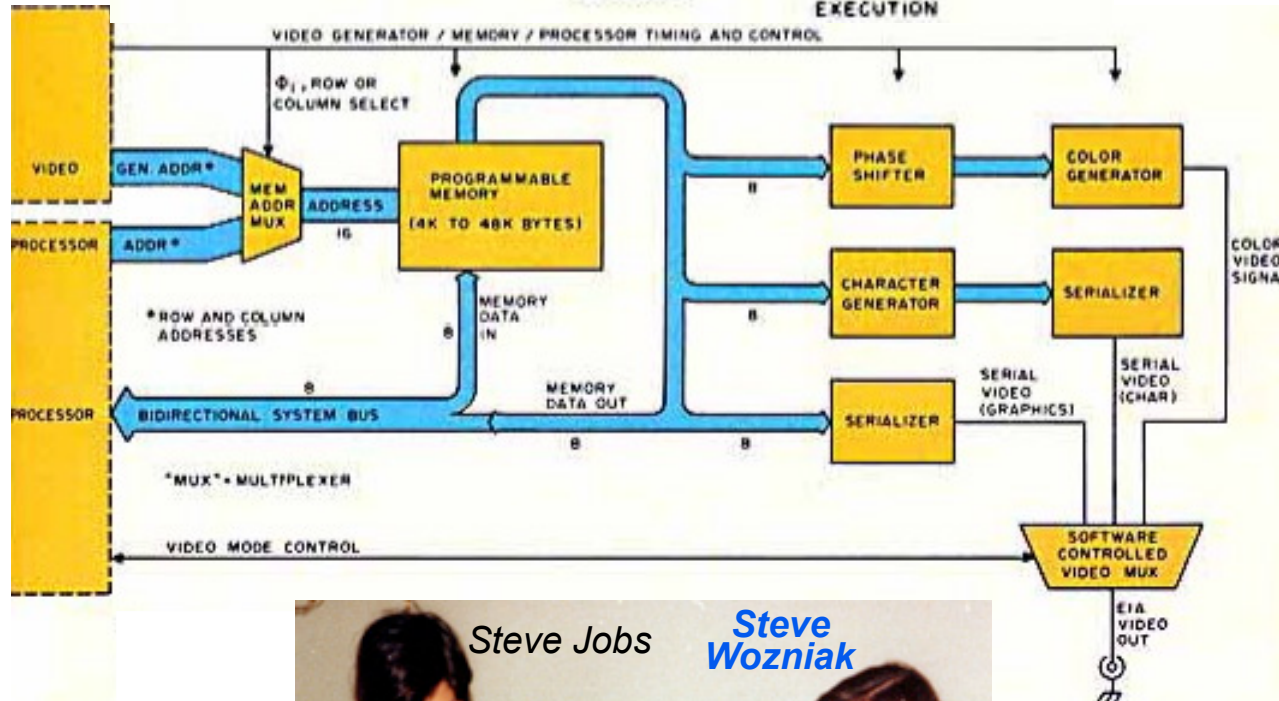 EXECUTION
VIDEO GENERATOR / MEMORY / PROCESSOR TIMING AND CONTROL
Φ₁, ROW OR
COLUMN SELECT
VIDEO
GEN. ADDR*
MEM
ADDR
MUX
ADDRESS
16
PROGRAMMABLE
MEMORY
(4K TO 48K BYTES)
8
PHASE
SHIFTER
COLOR
GENERATOR
PROCESSOR
ADDR*
COLOR
VIDEO
SIGNA
*ROW AND COLUMN
ADDRESSES
MEMORY
DATA
IN
8
8
CHARACTER
GENERATOR
SERIALIZER
8
BIDIRECTIONAL SYSTEM BUS
PROCESSOR
MEMORY
DATA OUT
8
8
SERIALIZER
SERIAL
VIDEO
(GRAPHICS)
SERIAL
VIDEO
(CHAR)
"MUX"=MULTIPLEXER
VIDEO MODE CONTROL
SOFTWARE
CONTROLLED
VIDEO MUX
EIA
VIDEO
OUT
Steve Jobs
Steve
Wozniak